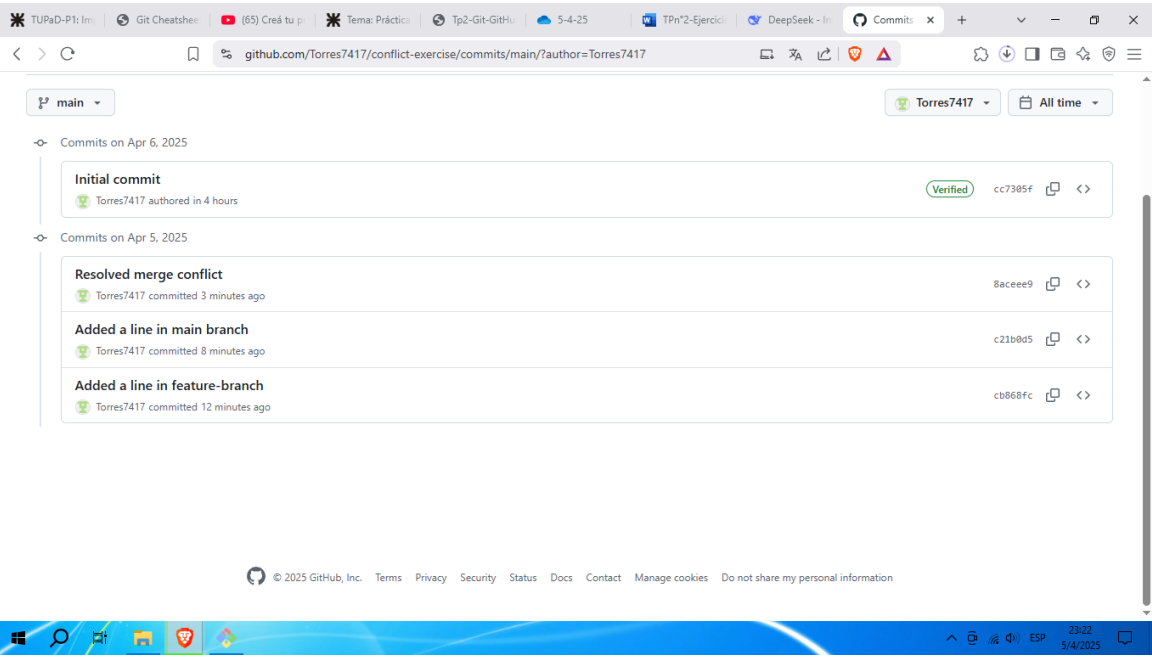 TUPaD-P1: Im
Git Cheatshee
(65) Creá tu p
Tema: Práctica
Tp2-Git-GitHu
5-4-25
TPn°2-Ejercici
DeepSeek - In
Commits
github.com/Torres7417/conflict-exercise/commits/main/?author=Torres7417
main
Torres7417
All time
Commits on Apr 6, 2025
Initial commit
Verified
cc7305f
Torres7417 authored in 4 hours
Commits on Apr 5, 2025
Resolved merge conflict
8aceee9
Torres7417 committed 3 minutes ago
Added a line in main branch
c21b0d5
Torres7417 committed 8 minutes ago
Added a line in feature-branch
cb868fc
Torres7417 committed 12 minutes ago
© 2025 GitHub, Inc. Terms Privacy Security Status Docs Contact Manage cookies Do not share my personal information
ESP
23:22
5/4/2025